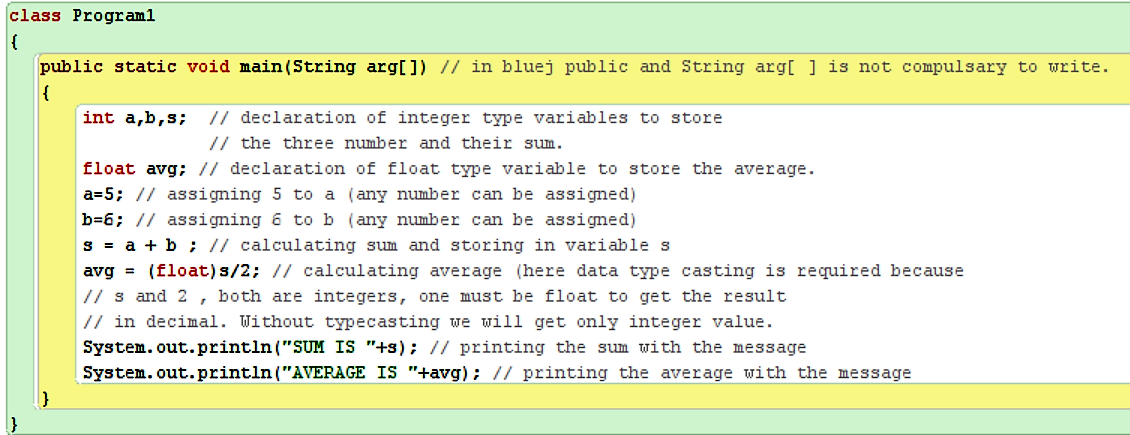 class Program1
{
public static void main(String arg[]) // in bluej public and String arg[ ] is not compulsary to write.
{
int a,b,s; // declaration of integer type variables to store
// the three number and their sum.
float avg; // declaration of float type variable to store the average.
a=5; // assigning 5 to a (any number can be assigned)
b=6; // assigning 6 to b (any number can be assigned)
s = a + b ; // calculating sum and storing in variable s
avg = (float)s/2; // calculating average (here data type casting is required because
// s and 2 , both are integers, one must be float to get the result
// in decimal. Without typecasting we will get only integer value.
System.out.println("SUM IS "+s); // printing the sum with the message
System.out.println("AVERAGE IS "+avg); // printing the average with the message
}
}